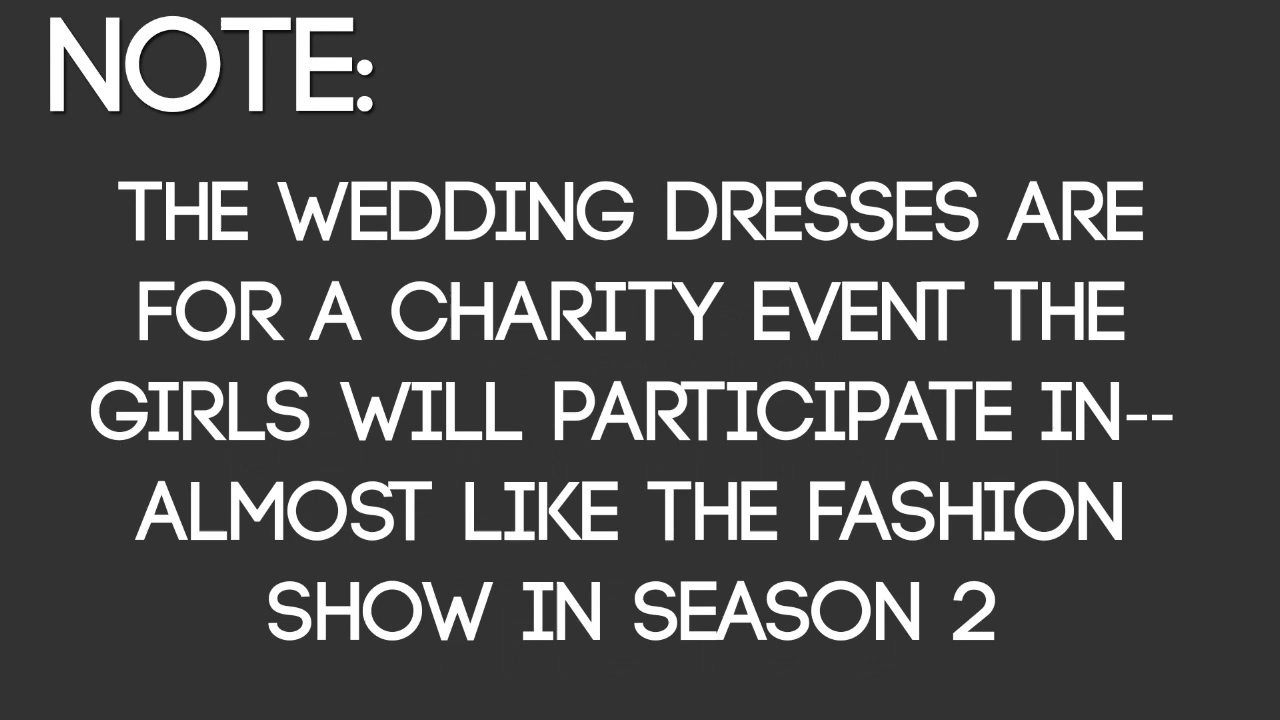 NOTE:
THE WEDDING DRESSES ARE
FOR A CHARITY EVENT THE
GIRLS WILL PARTICIPATE IN--
ALMOST LIKE THE FASHION
SHOW IN SEASON 2